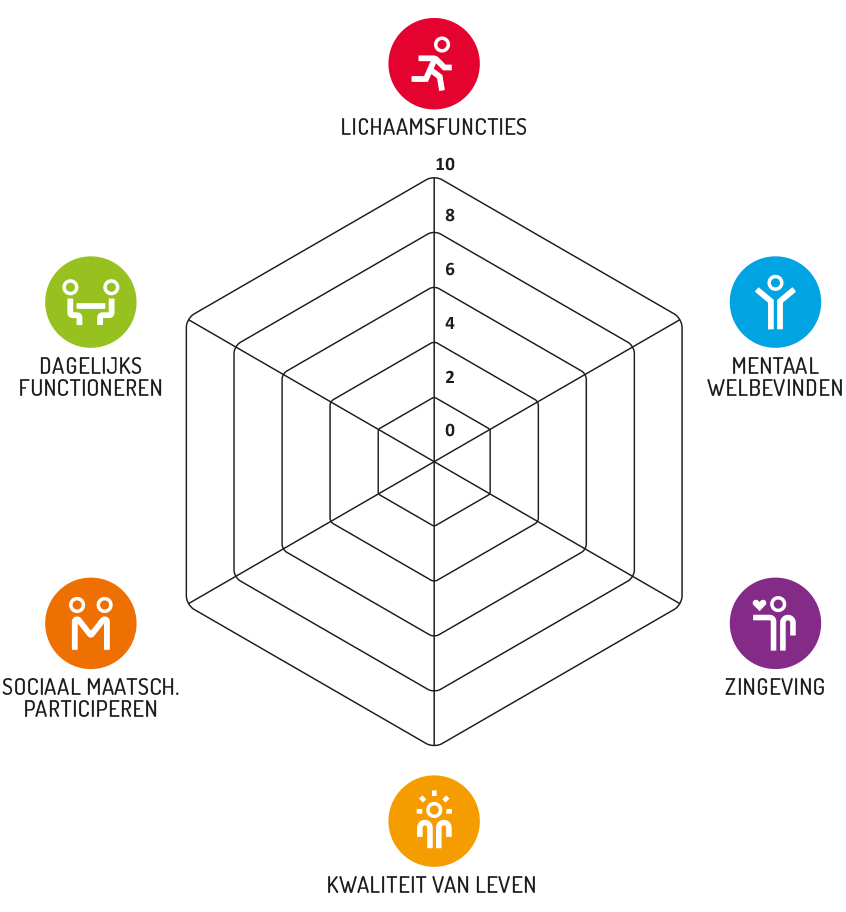 LICHAAMSFUNCTIES
10
8
6
4
2
0
DAGELIJKS
FUNCTIONEREN
MENTAAL
WELBEVINDEN
SOCIAAL MAATSCH.
PARTICIPEREN
ZINGEVING
KWALITEIT VAN LEVEN